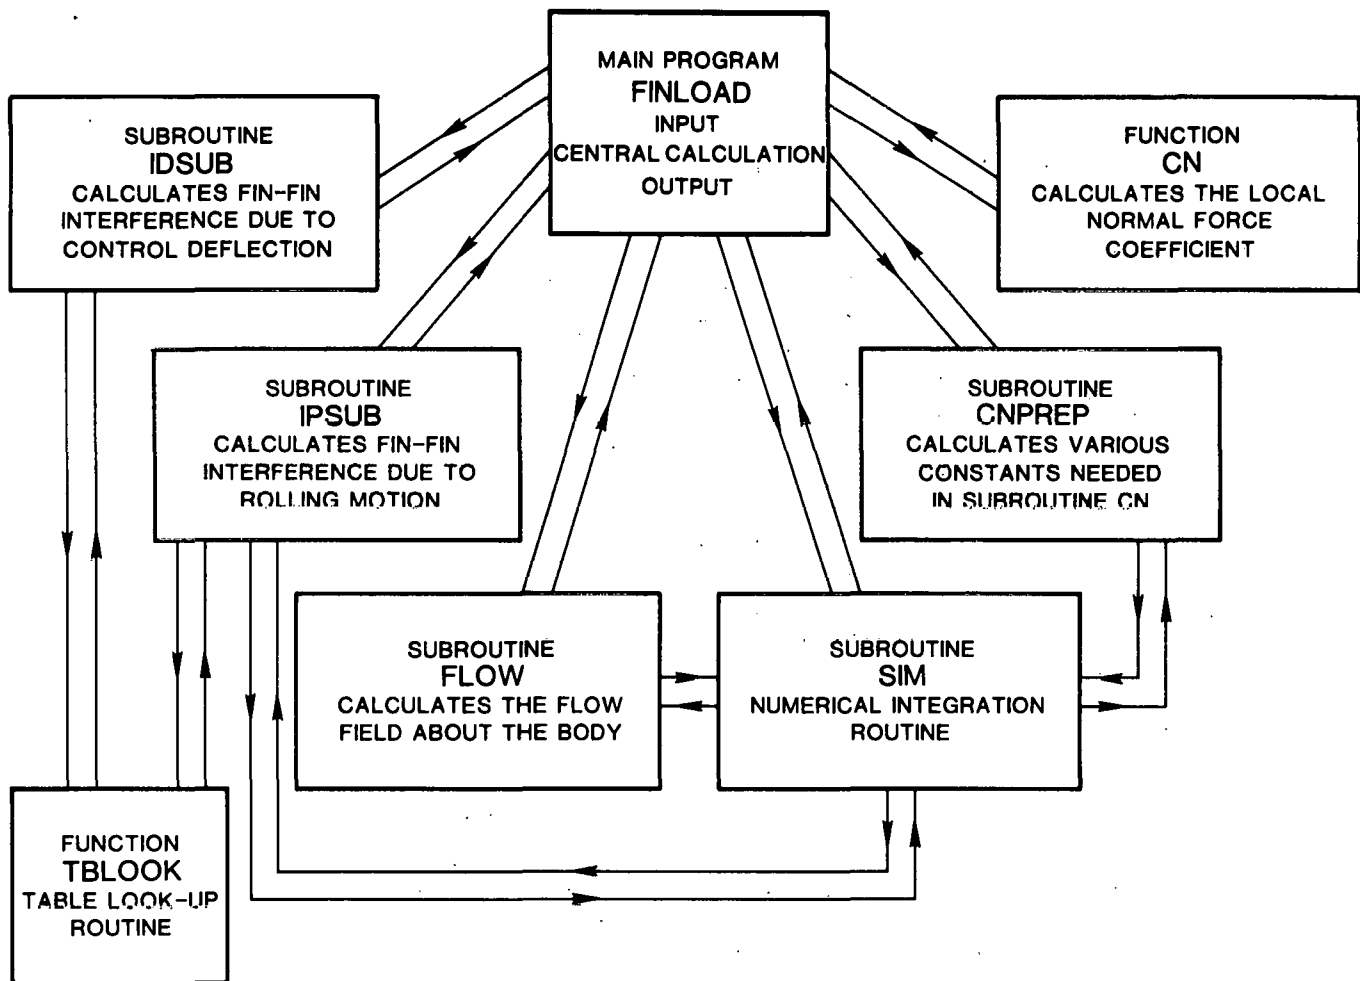 MAIN PROGRAM
FINLOAD
INPUT
CENTRAL CALCULATION
OUTPUT
SUBROUTINE
IDSUB
CALCULATES FIN-FIN
INTERFERENCE DUE TO
CONTROL DEFLECTION
FUNCTION
CN
CALCULATES THE LOCAL
NORMAL FORCE
COEFFICIENT
SUBROUTINE
IPSUB
CALCULATES FIN-FIN
INTERFERENCE DUE TO
ROLLING MOTION
SUBROUTINE
CNPREP
CALCULATES VARIOUS
CONSTANTS NEEDED
IN SUBROUTINE CN
SUBROUTINE
FLOW
CALCULATES THE FLOW
FIELD ABOUT THE BODY
SUBROUTINE
SIM
NUMERICAL INTEGRATION
ROUTINE
FUNCTION
TBLOOK
TABLE LOOK-UP
ROUTINE